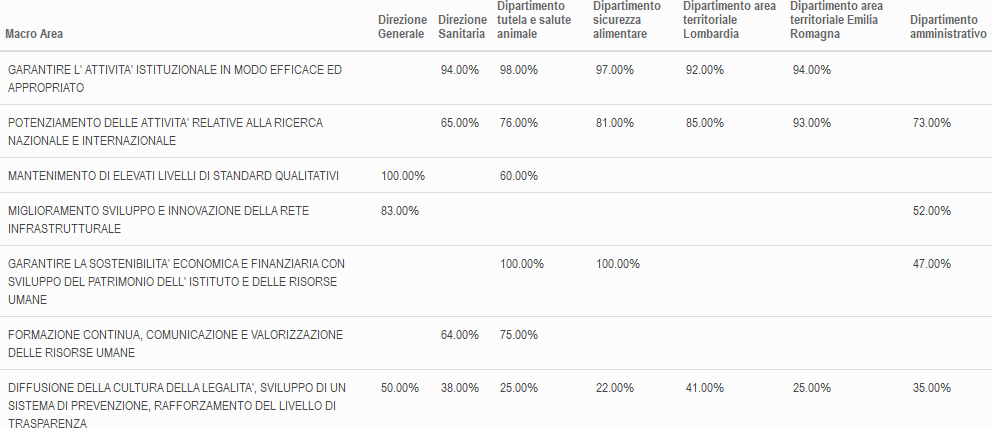 Macro Area
Direzione
Generale
Direzione
Sanitaria
Dipartimento
tutela e salute
animale
Dipartimento
sicurezza
alimentare
Dipartimento area
territoriale
Lombardia
Dipartimento area
territoriale Emilia
Romagna
Dipartimento
amministrativo
GARANTIRE L' ATTIVITA' ISTITUZIONALE IN MODO EFFICACE ED
APPROPRIATO
94.00% 98.00% 97.00% 92.00% 94.00%
POTENZIAMENTO DELLE ATTIVITA' RELATIVE ALLA RICERCA
NAZIONALE E INTERNAZIONALE
65.00% 76.00% 81.00% 85.00% 93.00% 73.00%
MANTENIMENTO DI ELEVATI LIVELLI DI STANDARD QUALITATIVI
100.00% 60.00%
MIGLIORAMENTO SVILUPPO E INNOVAZIONE DELLA RETE
INFRASTRUTTURALE
83.00% 52.00%
GARANTIRE LA SOSTENIBILITA' ECONOMICA E FINANZIARIA CON
SVILUPPO DEL PATRIMONIO DELL' ISTITUTO E DELLE RISORSE
UMANE
100.00% 100.00% 47.00%
FORMAZIONE CONTINUA, COMUNICAZIONE E VALORIZZAZIONE
DELLE RISORSE UMANE
64.00% 75.00%
DIFFUSIONE DELLA CULTURA DELLA LEGALITA', SVILUPPO DI UN
SISTEMA DI PREVENZIONE, RAFFORZAMENTO DEL LIVELLO DI
TRASPARENZA
50.00% 38.00% 25.00% 22.00% 41.00% 25.00% 35.00%